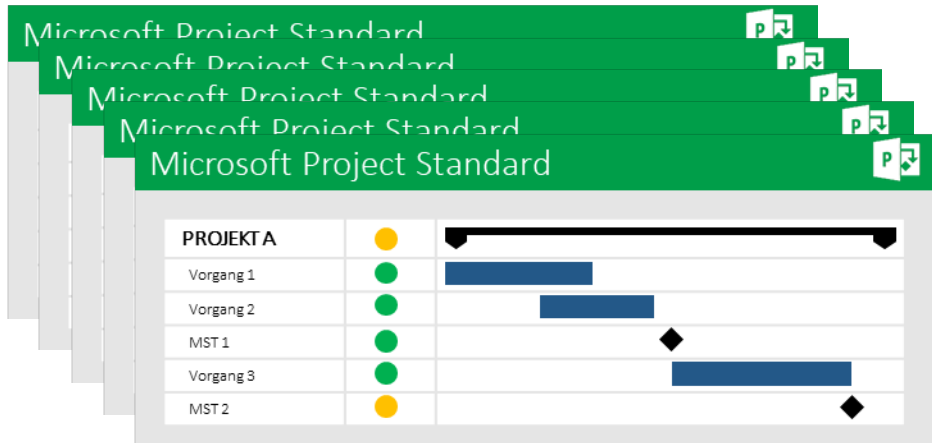 Microsoft Project Standard
Microsoft Project Standard
Microsoft Project Standard
Microsoft Project Standard
Microsoft Project Standard
PROJEKT A
Vorgang 1
Vorgang 2
MST 1
Vorgang 3
MST 2